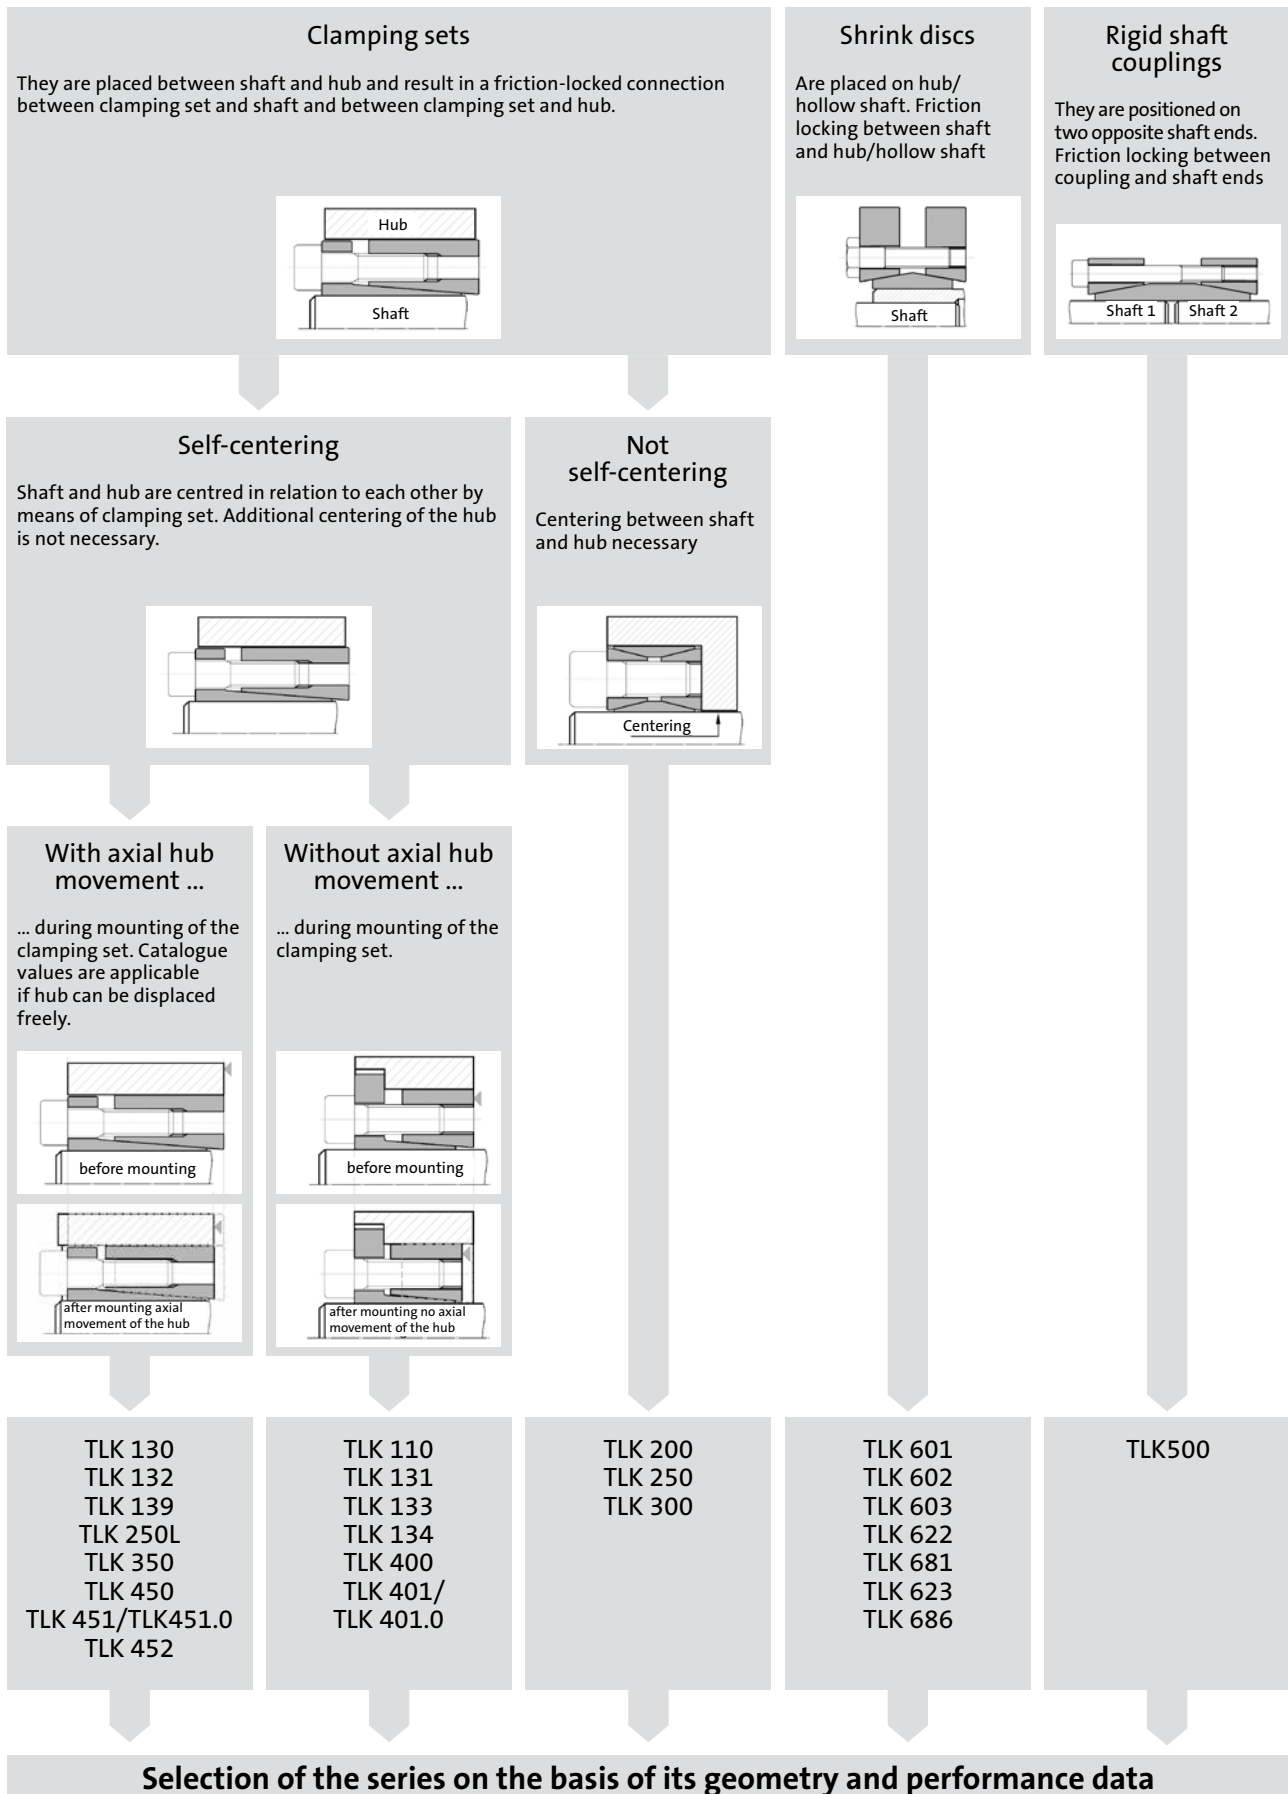 Clamping sets
They are placed between shaft and hub and result in a friction-locked connection
between clamping set and shaft and between clamping set and hub.
Hub
Shaft
Shrink discs
Are placed on hub/
hollow shaft. Friction
locking between shaft
and hub/hollow shaft
Shaft
Rigid shaft
couplings
They are positioned on
two opposite shaft ends.
Friction locking between
coupling and shaft ends
Shaft 1
Shaft 2
Self-centering
Shaft and hub are centred in relation to each other by
means of clamping set. Additional centering of the hub
is not necessary.
Not
self-centering
Centering between shaft
and hub necessary
Centering
With axial hub
movement ...
... during mounting of the
clamping set. Catalogue
values are applicable
if hub can be displaced
freely.
before mounting
after mounting axial
movement of the hub
Without axial hub
movement ...
... during mounting of the
clamping set.
before mounting
after mounting no axial
movement of the hub
TLK 130
TLK 132
TLK 139
TLK 250L
TLK 350
TLK 450
TLK 451/TLK451.0
TLK 452
TLK 110
TLK 131
TLK 133
TLK 134
TLK 400
TLK 401/
TLK 401.0
TLK 200
TLK 250
TLK 300
TLK 601
TLK 602
TLK 603
TLK 622
TLK 681
TLK 623
TLK 686
TLK500
Selection of the series on the basis of its geometry and performance data